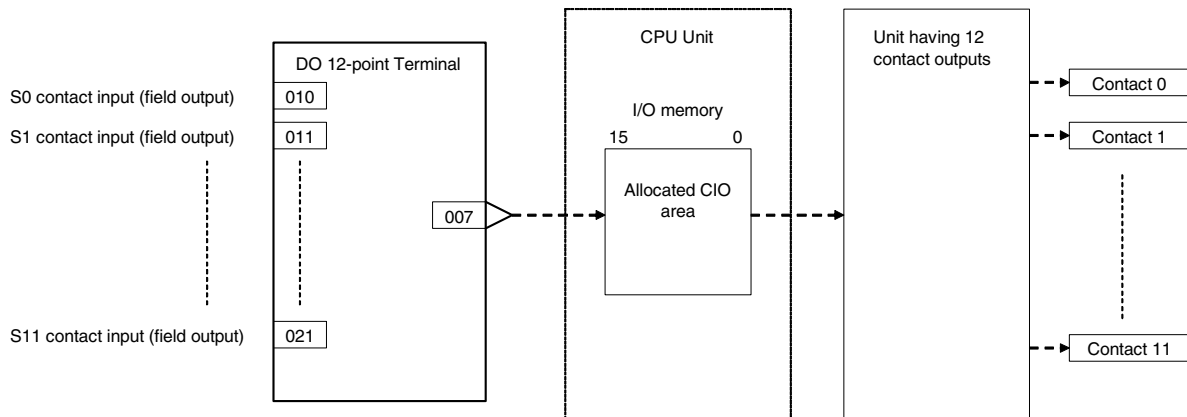 CPU Unit
Unit having 12
contact outputs
DO 12-point Terminal
S0 contact input (field output)
010
Contact 0
I/O memory
S1 contact input (field output)
011
15
0
Contact 1
Allocated CIO
area
007
S11 contact input (field output)
021
Contact 11